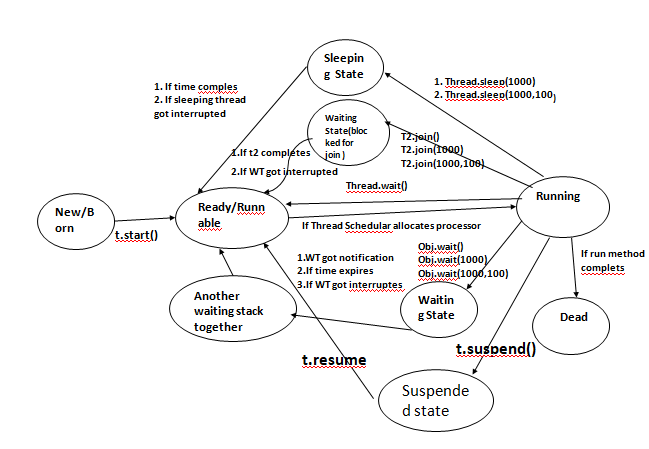 Sleepin
g State
1. If time comples
2. If sleeping thread
got interrupted
1. Thread.sleep(1000)
2. Thread.sleep(1000,100)
Waiting
State(bloc
ked for
join )
T2.join()
T2.join(1000)
T2.join(1000,100)
1.If t2 completes
2.If WT got interrupted
Thread.wait()
Running
New/B
orn
Ready/Runn
able
t.start()
If Thread Schedular allocates processor
Obj.wait()
Obj.wait(1000)
Obj.wait(1000,100)
If run method
complets
1.WT got notification
2.If time expires
3.If WT got interruptes
Another
waiting stack
together
Waitin
g State
Dead
t.suspend()
t.resume
Suspende
d state